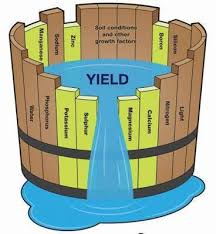 Manganese
Sodium
Zinc
Soil conditions
and other
growth factors
Boron
Silicon
YIELD
Water
Phosphorus
Potassium
Sulphur
Magnesium
Calcium
Nitrogen
Light